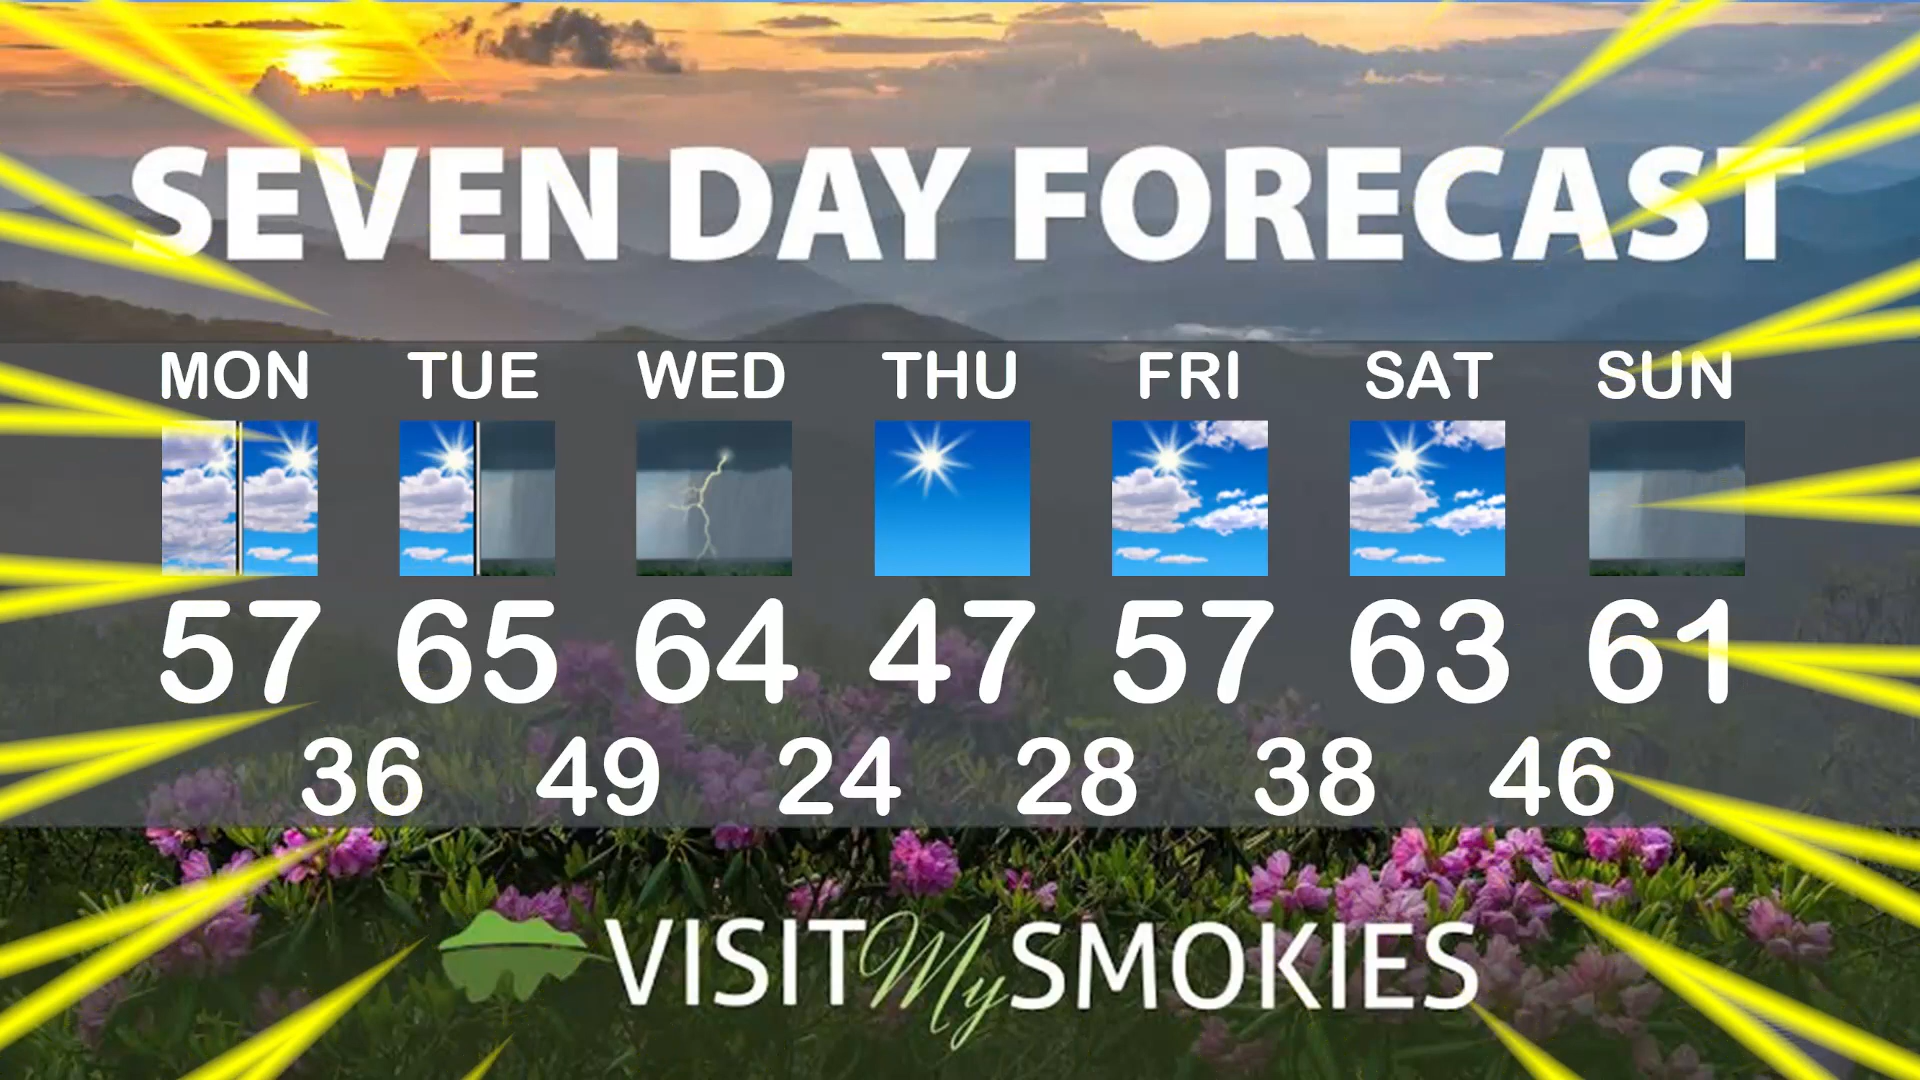 SEVEN DAY FORECAST
MON TUE WED THU FRI SAT SUN
57 65 64 47 57 63 61
36 49 24 28 38 46
VISIT My SMOKIES